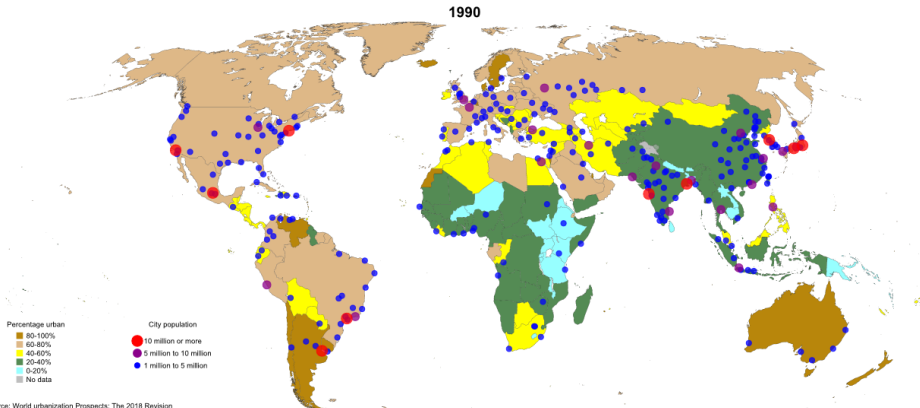 1990
Percentage urban
80-100%
60-80%
40-60%
20-40%
0-20%
No data
City population
10 million or more
5 million to 10 million
1 million to 5 million
rce: World urbanization Prospects: The 2018 Revision